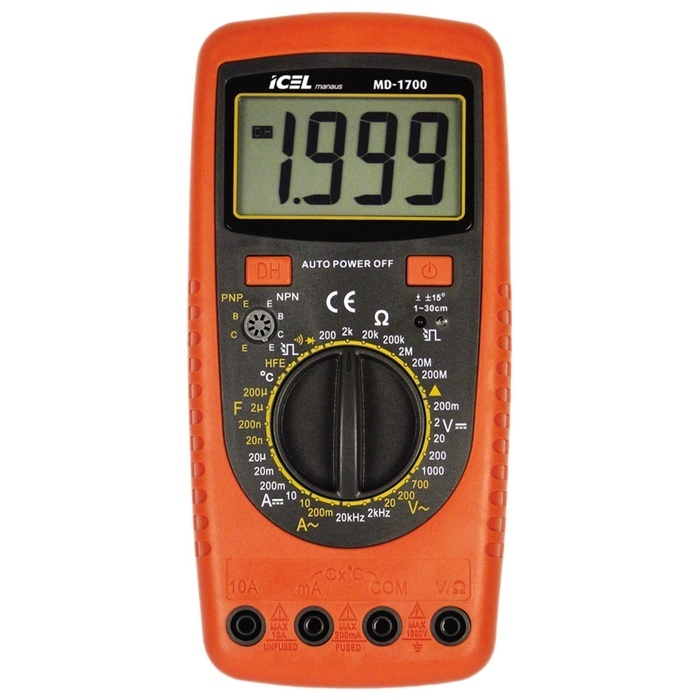 iCEL manaus MD-1700
DH
1.999
DH AUTO POWER OFF
PNP E E NPN
B B
C C
E E
CE
± ±15°
1~30cm
200 2k Ω 20k 200k 2M 20M 200M
200m 2 V 20 200 1000
700 200 20 V~
2kHz 20kHz
200m 10 A~
10 A 200m 20m 20µ
20n 200n F 2µ 200µ
°C
HFE
10A mA Cx°C COM V/Ω
MAX 10A UNFUSED
MAX 200mA FUSED
MAX 1000V